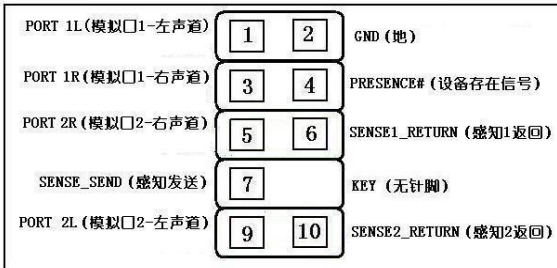 PORT 1L(模拟口1-左声道) 1 2 GND(地)
PORT 1R(模拟口1-右声道) 3 4 PRESENCE#(设备存在信号)
PORT 2R(模拟口2-右声道) 5 6 SENSE1_RETURN(感知1返回)
SENSE_SEND(感知发送) 7 KEY(无针脚)
PORT 2L(模拟口2-左声道) 9 10 SENSE2_RETURN(感知2返回)